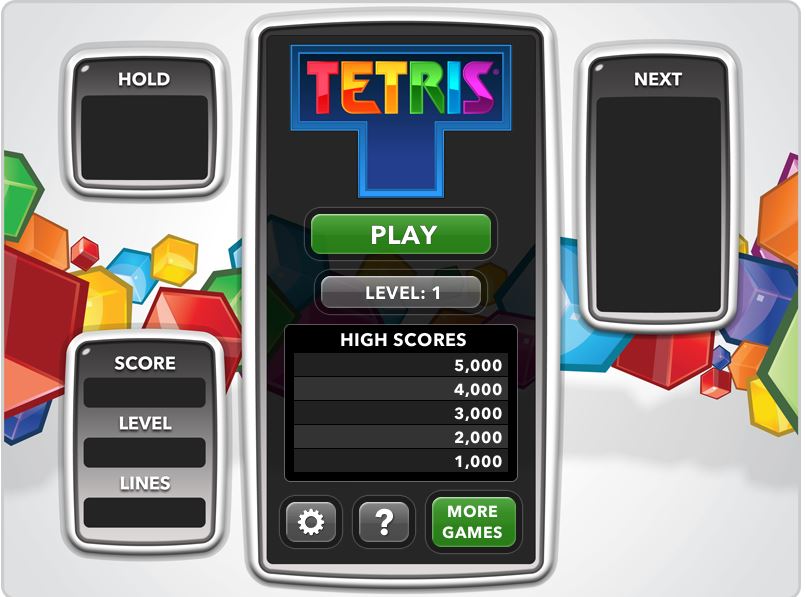 HOLD
TETRIS
NEXT
PLAY
LEVEL: 1
HIGH SCORES
5,000
4,000
3,000
2,000
1,000
SCORE
LEVEL
LINES
?
MORE
GAMES